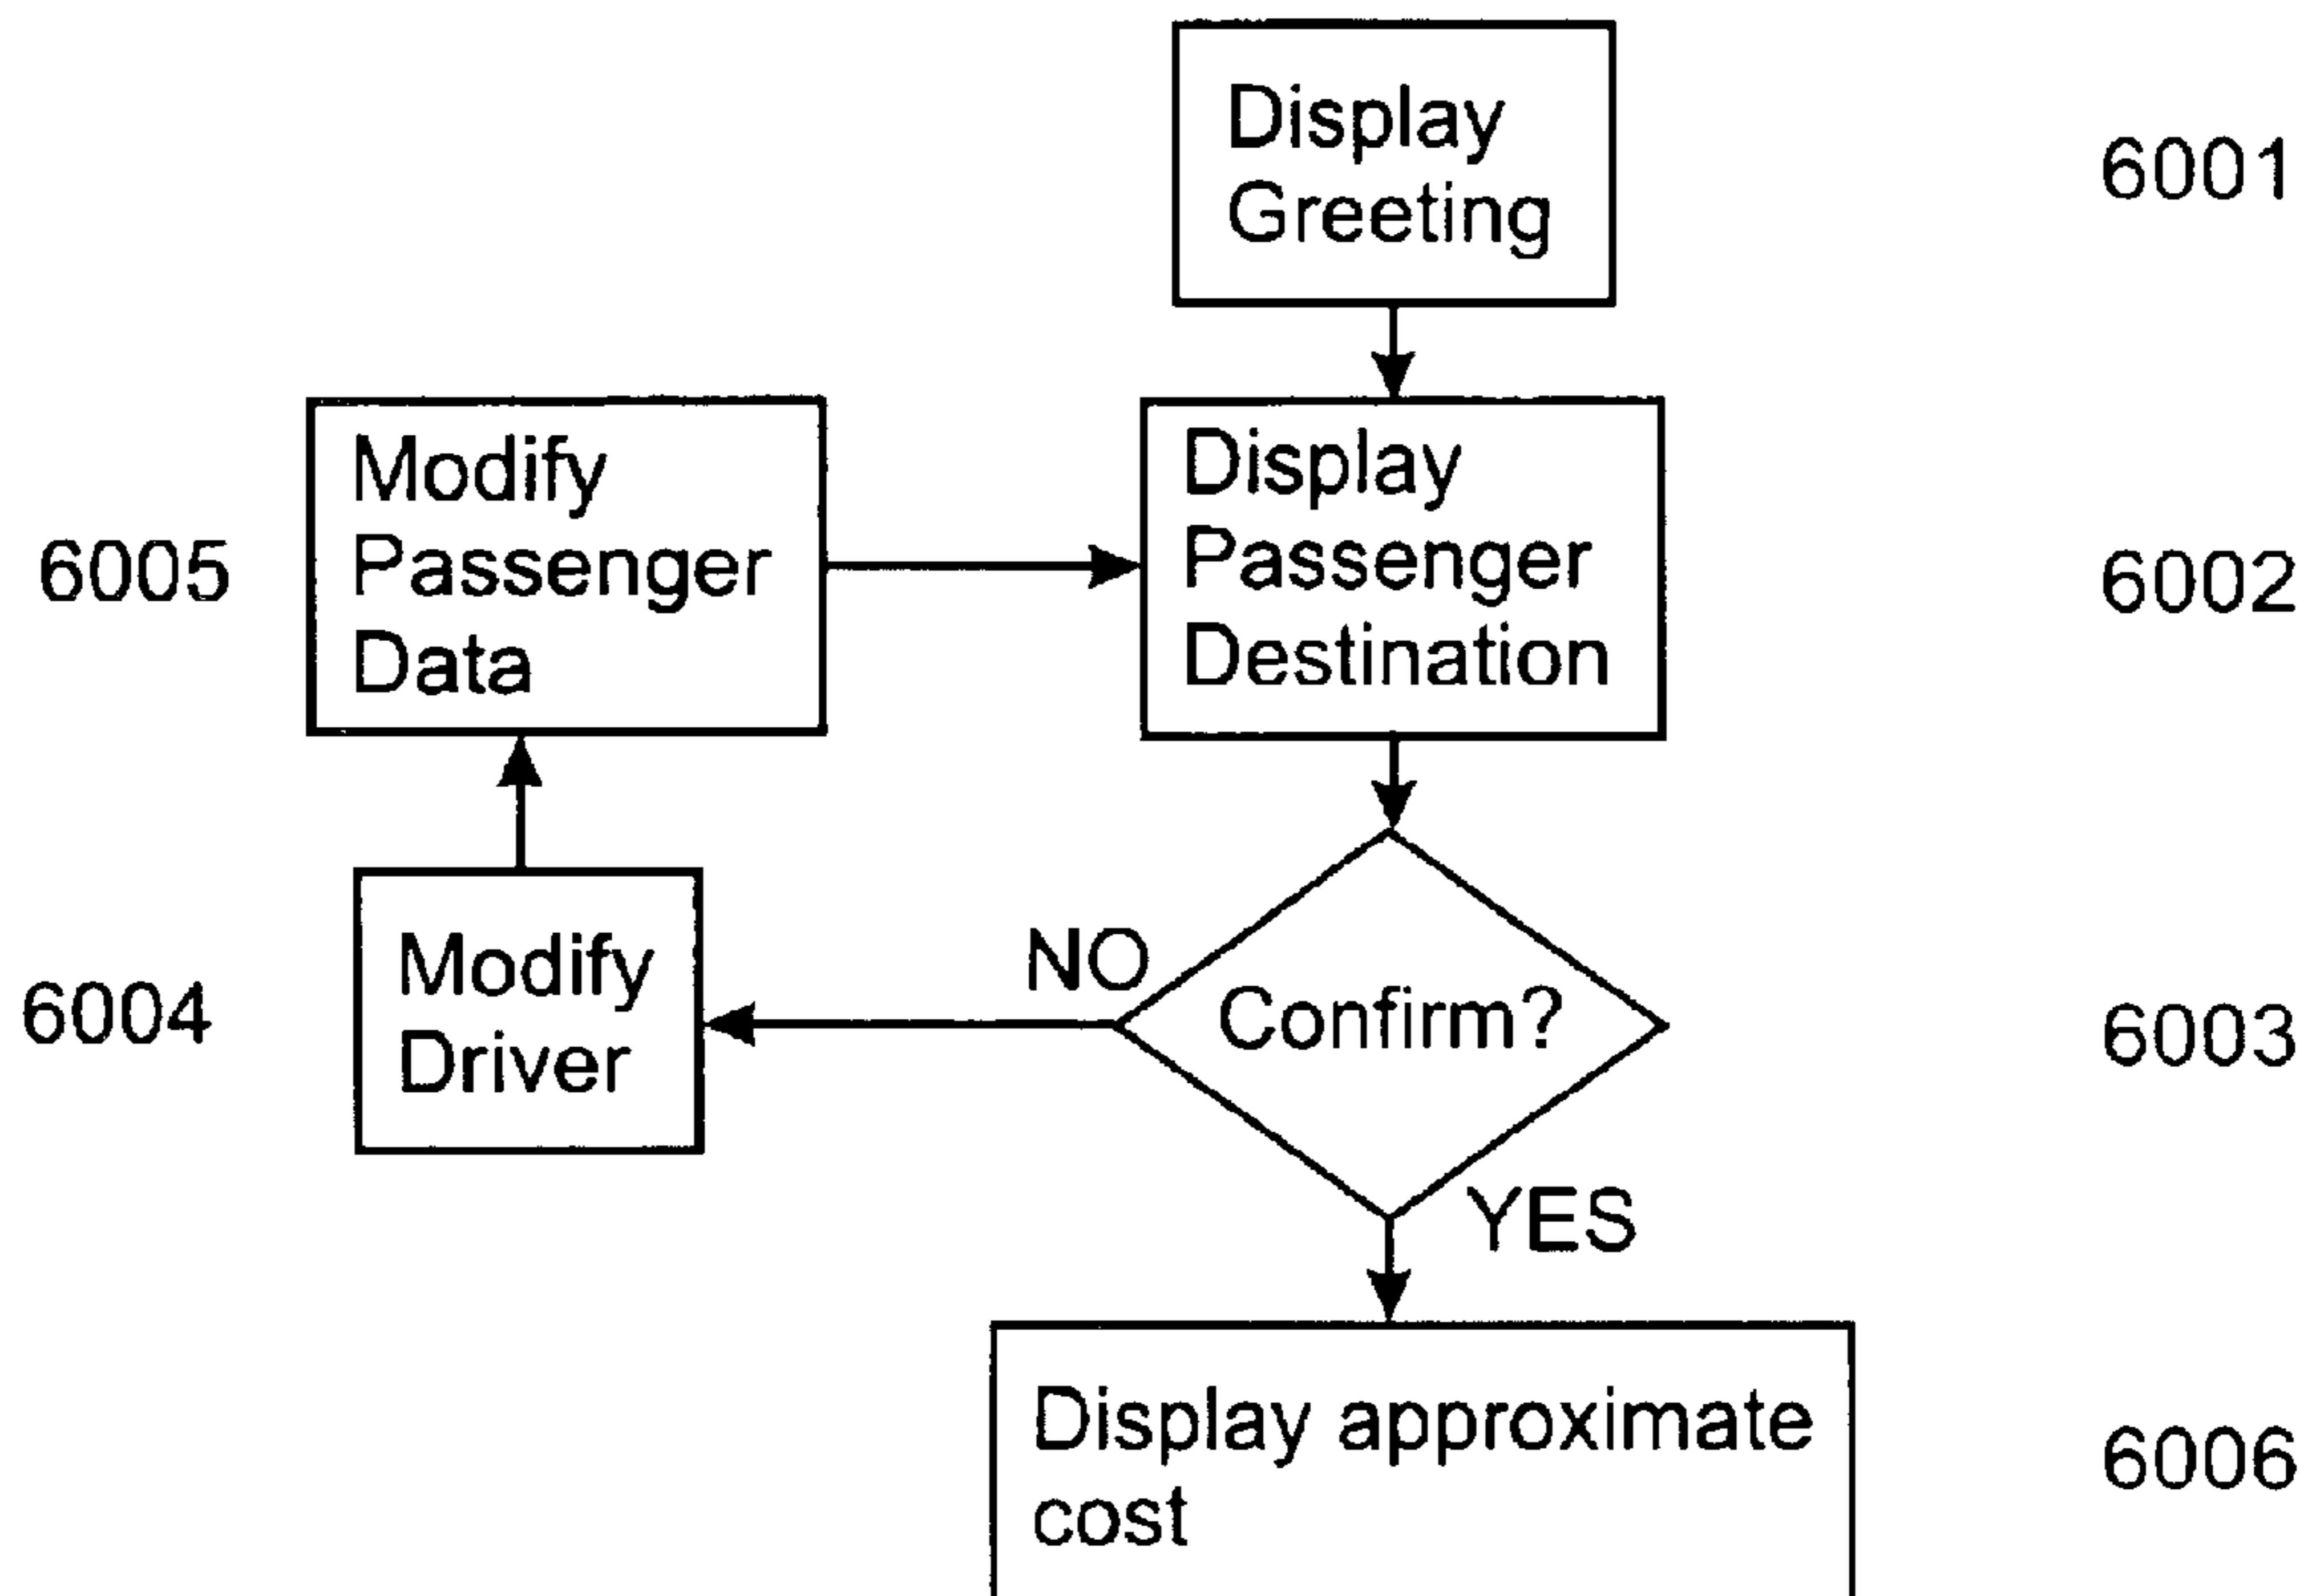 Display
Greeting
6001
Modify
Passenger
Data
6005
Display
Passenger
Destination
6002
Modify
Driver
6004
NO
Confirm?
6003
YES
Display approximate
cost
6006